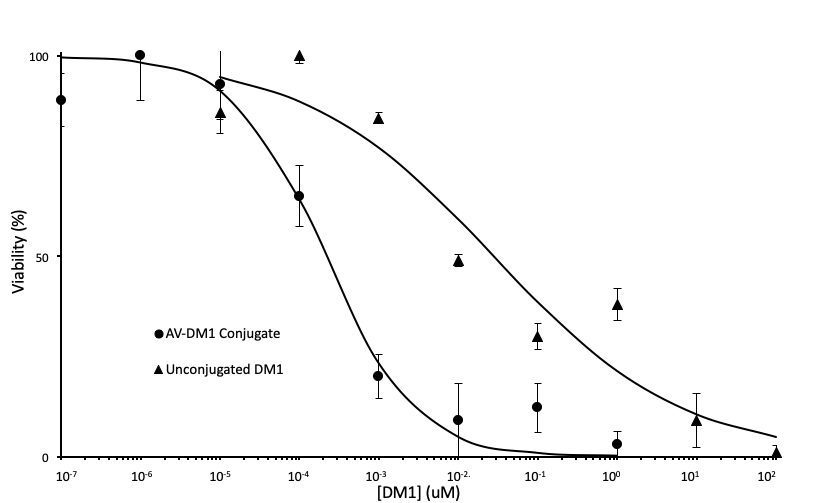 100
Viability (%)
50
AV-DM1 Conjugate
Unconjugated DM1
0
10-7 10-6 10-5 10-4 10-3 10-2. 10-1 100 101 102
[DM1] (uM)